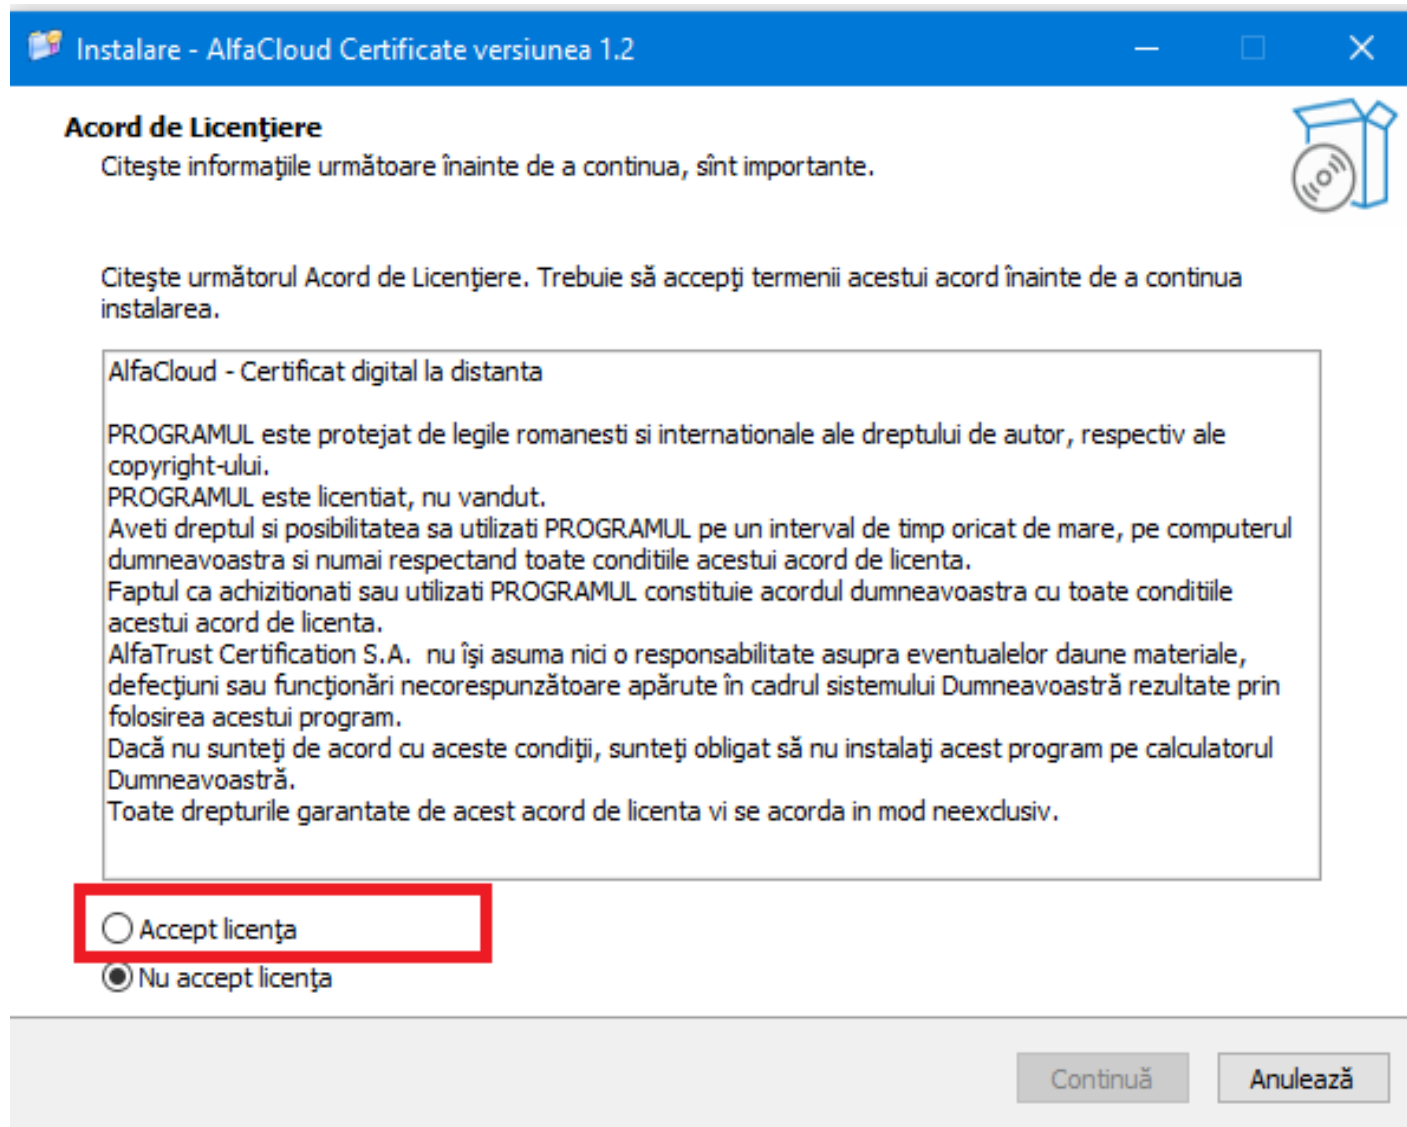 Instalare - AlfaCloud Certificate versiunea 1.2
Acord de Licenţiere
Citeşte informaţiile următoare înainte de a continua, sînt importante.
Citeşte următorul Acord de Licenţiere. Trebuie să accepţi termenii acestui acord înainte de a continua
instalarea.
AlfaCloud - Certificat digital la distanta
PROGRAMUL este protejat de legile romanesti si internationale ale dreptului de autor, respectiv ale
copyright-ului.
PROGRAMUL este licentiat, nu vandut.
Aveti dreptul si posibilitatea sa utilizati PROGRAMUL pe un interval de timp oricat de mare, pe computerul
dumneavoastra si numai respectand toate conditiile acestui acord de licenta.
Faptul ca achizitionati sau utilizati PROGRAMUL constituie acordul dumneavoastra cu toate conditiile
acestui acord de licenta.
AlfaTrust Certification S.A.  nu îşi asuma nici o responsabilitate asupra eventualelor daune materiale,
defecţiuni sau funcţionări necorespunzătoare apărute în cadrul sistemului Dumneavoastră rezultate prin
folosirea acestui program.
Dacă nu sunteţi de acord cu aceste condiţii, sunteţi obligat să nu instalaţi acest program pe calculatorul
Dumneavoastră.
Toate drepturile garantate de acest acord de licenta vi se acorda in mod neexclusiv.
Accept licenţa
Nu accept licenţa
Continuă
Anulează